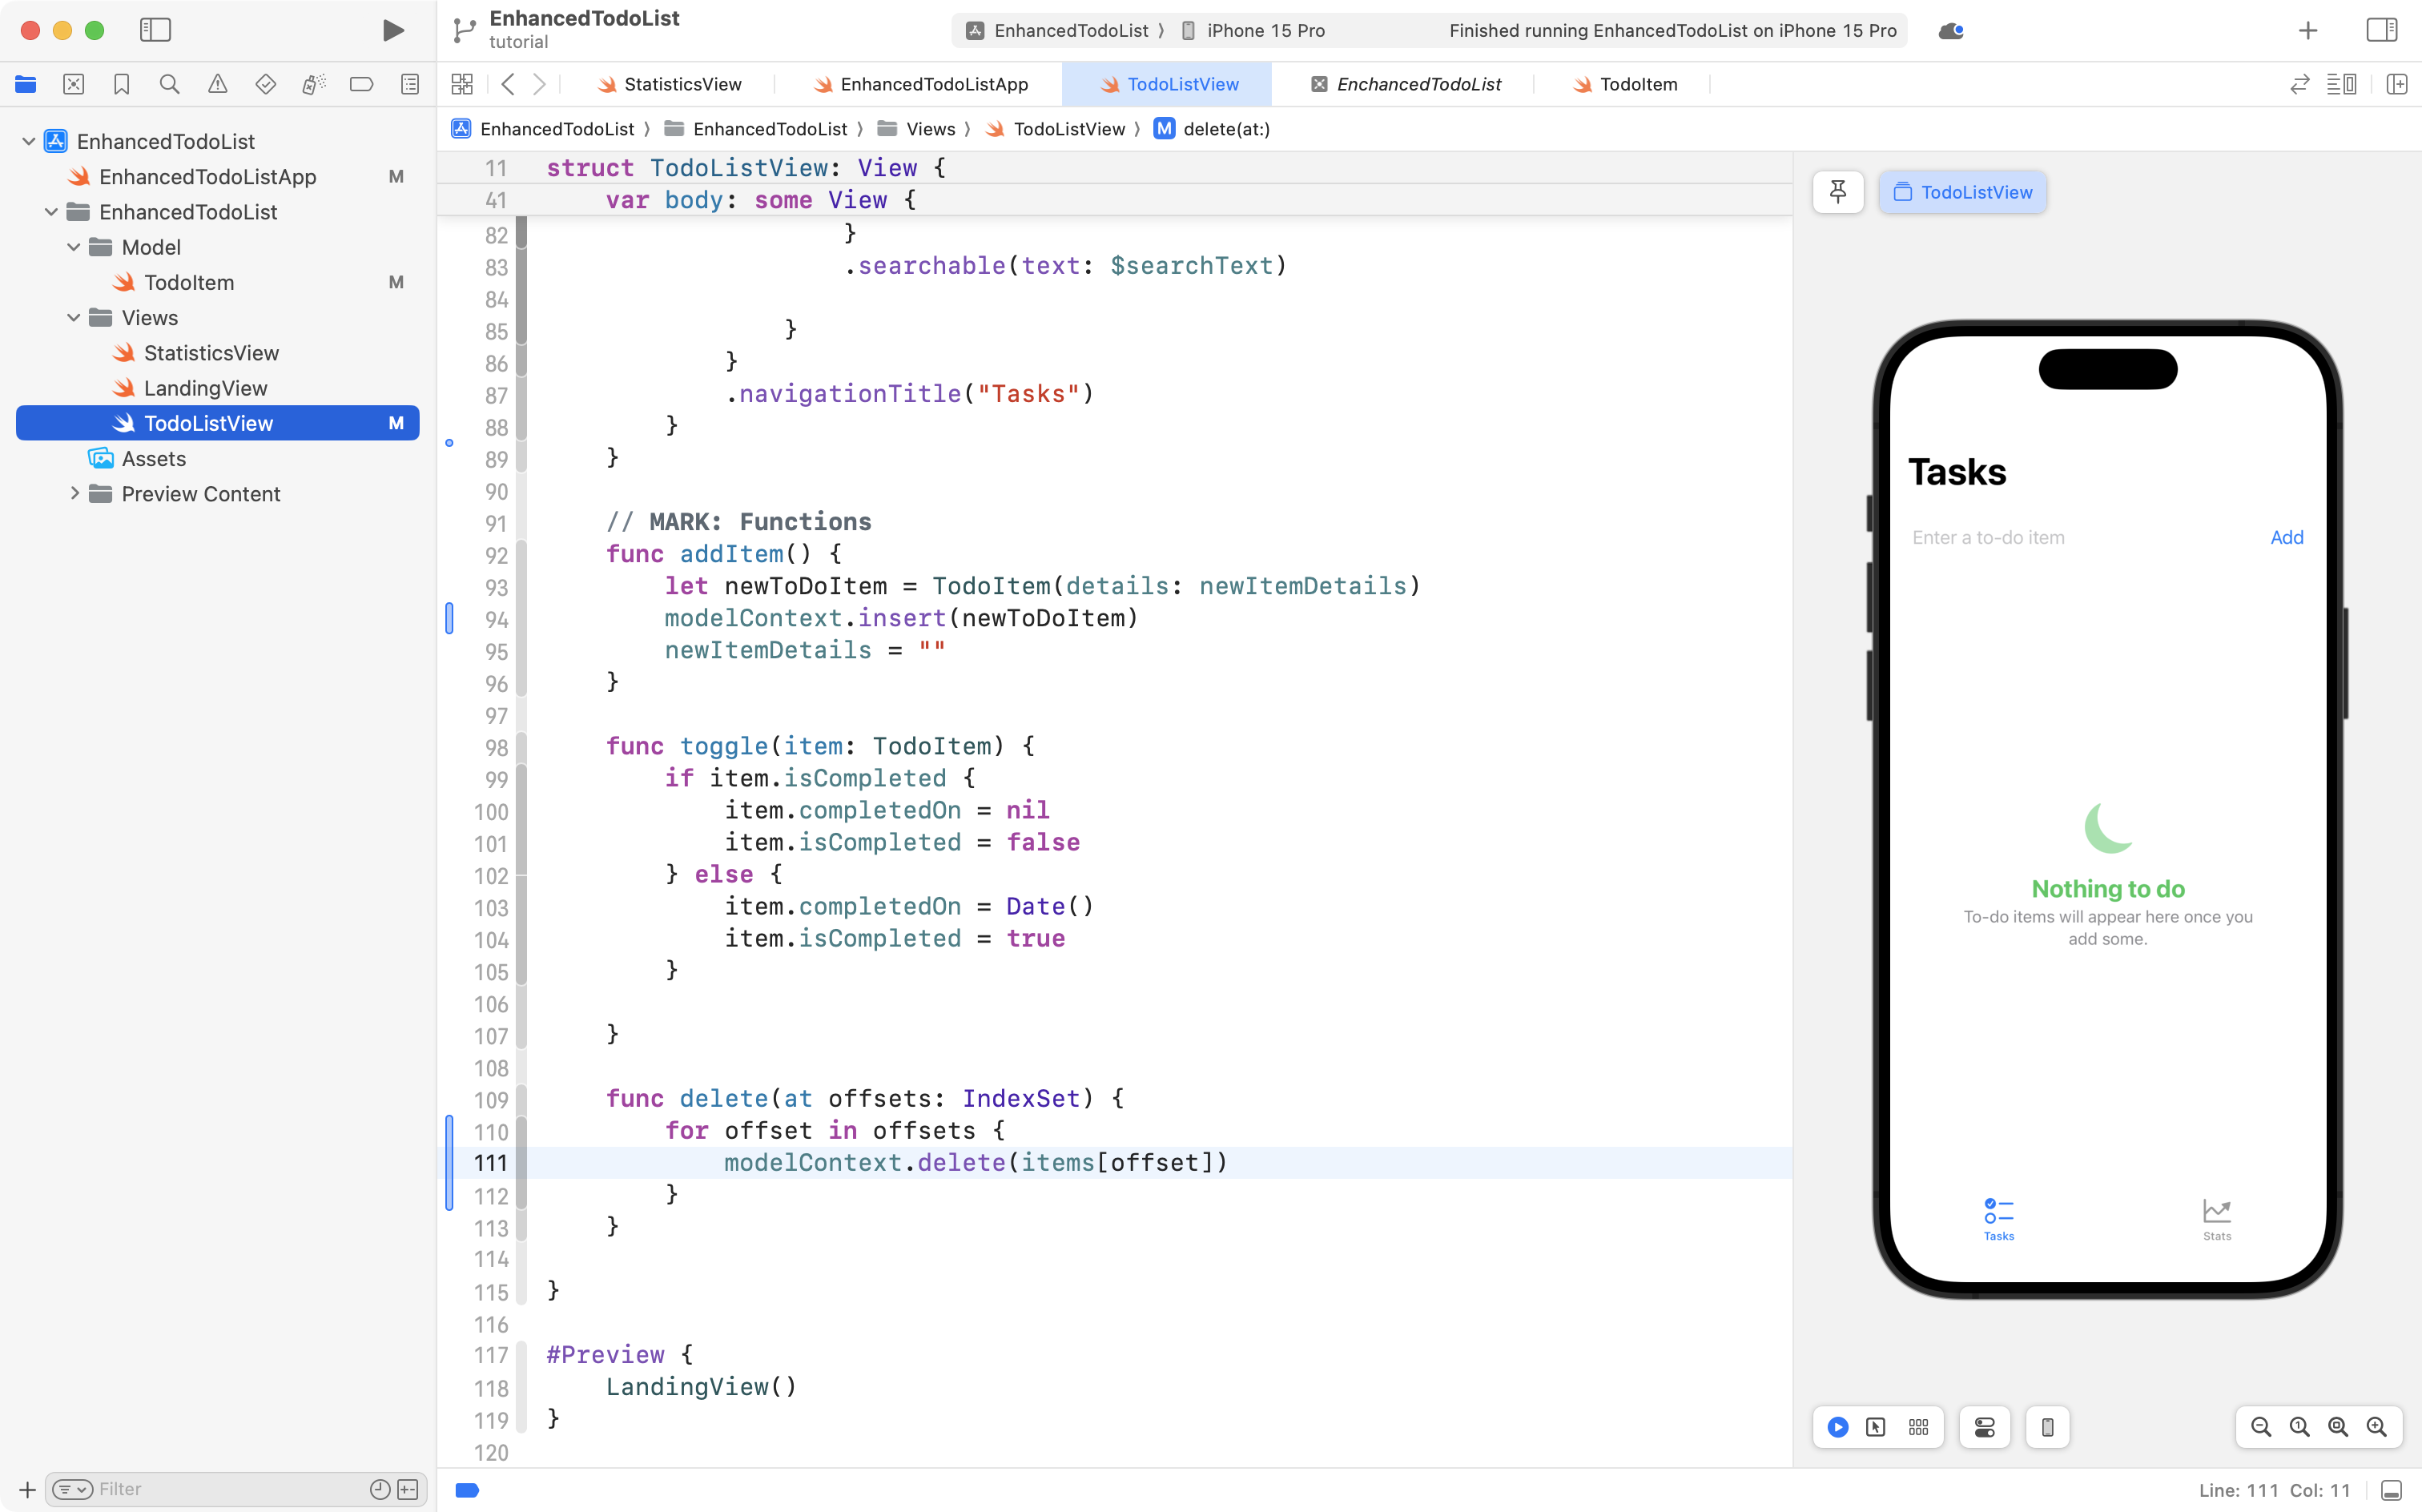 EnhancedTodoList
tutorial
EnhancedTodoList 〉 iPhone 15 Pro
Finished running EnhancedTodoList on iPhone 15 Pro
StatisticsView
EnhancedTodoListApp
TodoListView
EnchancedTodoList
TodoItem
EnhancedTodoList 〉 EnhancedTodoList 〉 Views 〉 TodoListView 〉 M delete(at:)
EnhancedTodoList
EnhancedTodoListApp M
EnhancedTodoList
Model
TodoItem M
Views
StatisticsView
LandingView
TodoListView M
Assets
Preview Content
Filter
11 struct TodoListView: View {
41 var body: some View {
82 }
83 .searchable(text: $searchText)
84
85 }
86 }
87 .navigationTitle("Tasks")
88 }
89 }
90
91 // MARK: Functions
92 func addItem() {
93 let newToDoItem = TodoItem(details: newItemDetails)
94 modelContext.insert(newToDoItem)
95 newItemDetails = ""
96 }
97
98 func toggle(item: TodoItem) {
99 if item.isCompleted {
100 item.completedOn = nil
101 item.isCompleted = false
102 } else {
103 item.completedOn = Date()
104 item.isCompleted = true
105 }
106
107 }
108
109 func delete(at offsets: IndexSet) {
110 for offset in offsets {
111 modelContext.delete(items[offset])
112 }
113 }
114
115 }
116
117 #Preview {
118 LandingView()
119 }
120
TodoListView
Tasks
Enter a to-do item
Add
Nothing to do
To-do items will appear here once you
add some.
Tasks
Stats
Line: 111 Col: 11